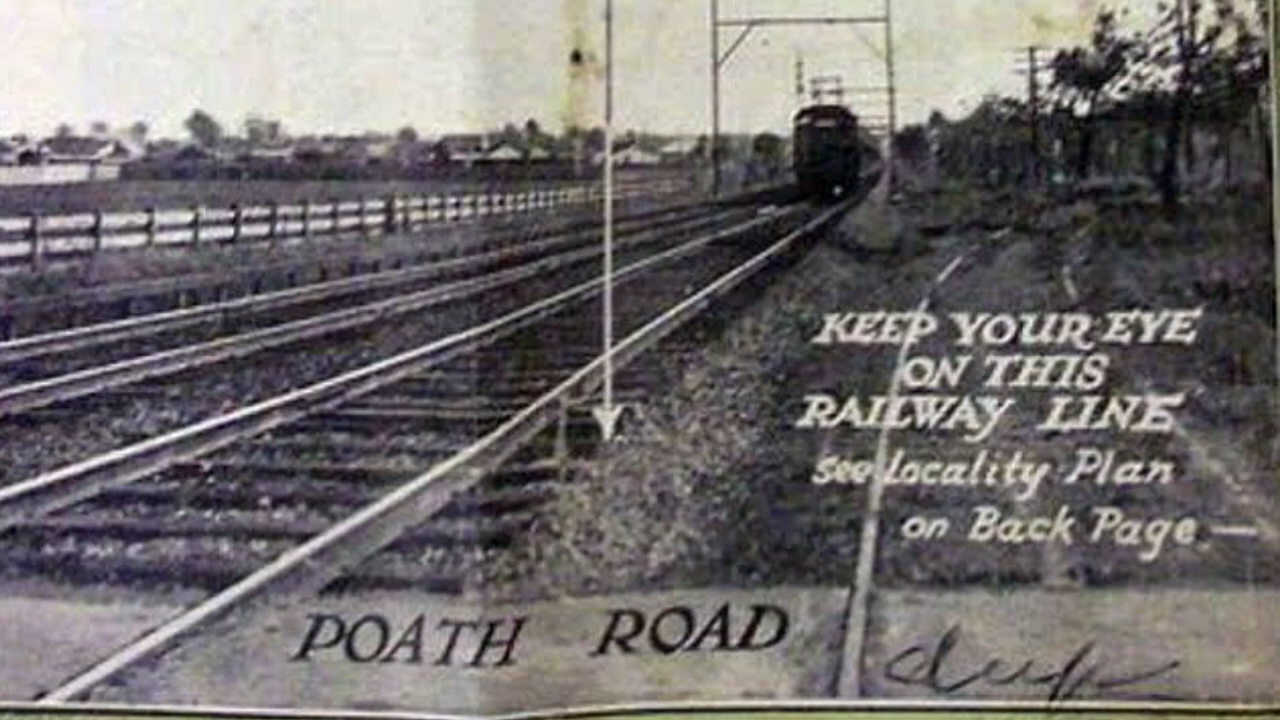 KEEP YOUR EYE
ON THIS
RAILWAY LINE
see Locality Plan
on Back Page —
POATH ROAD